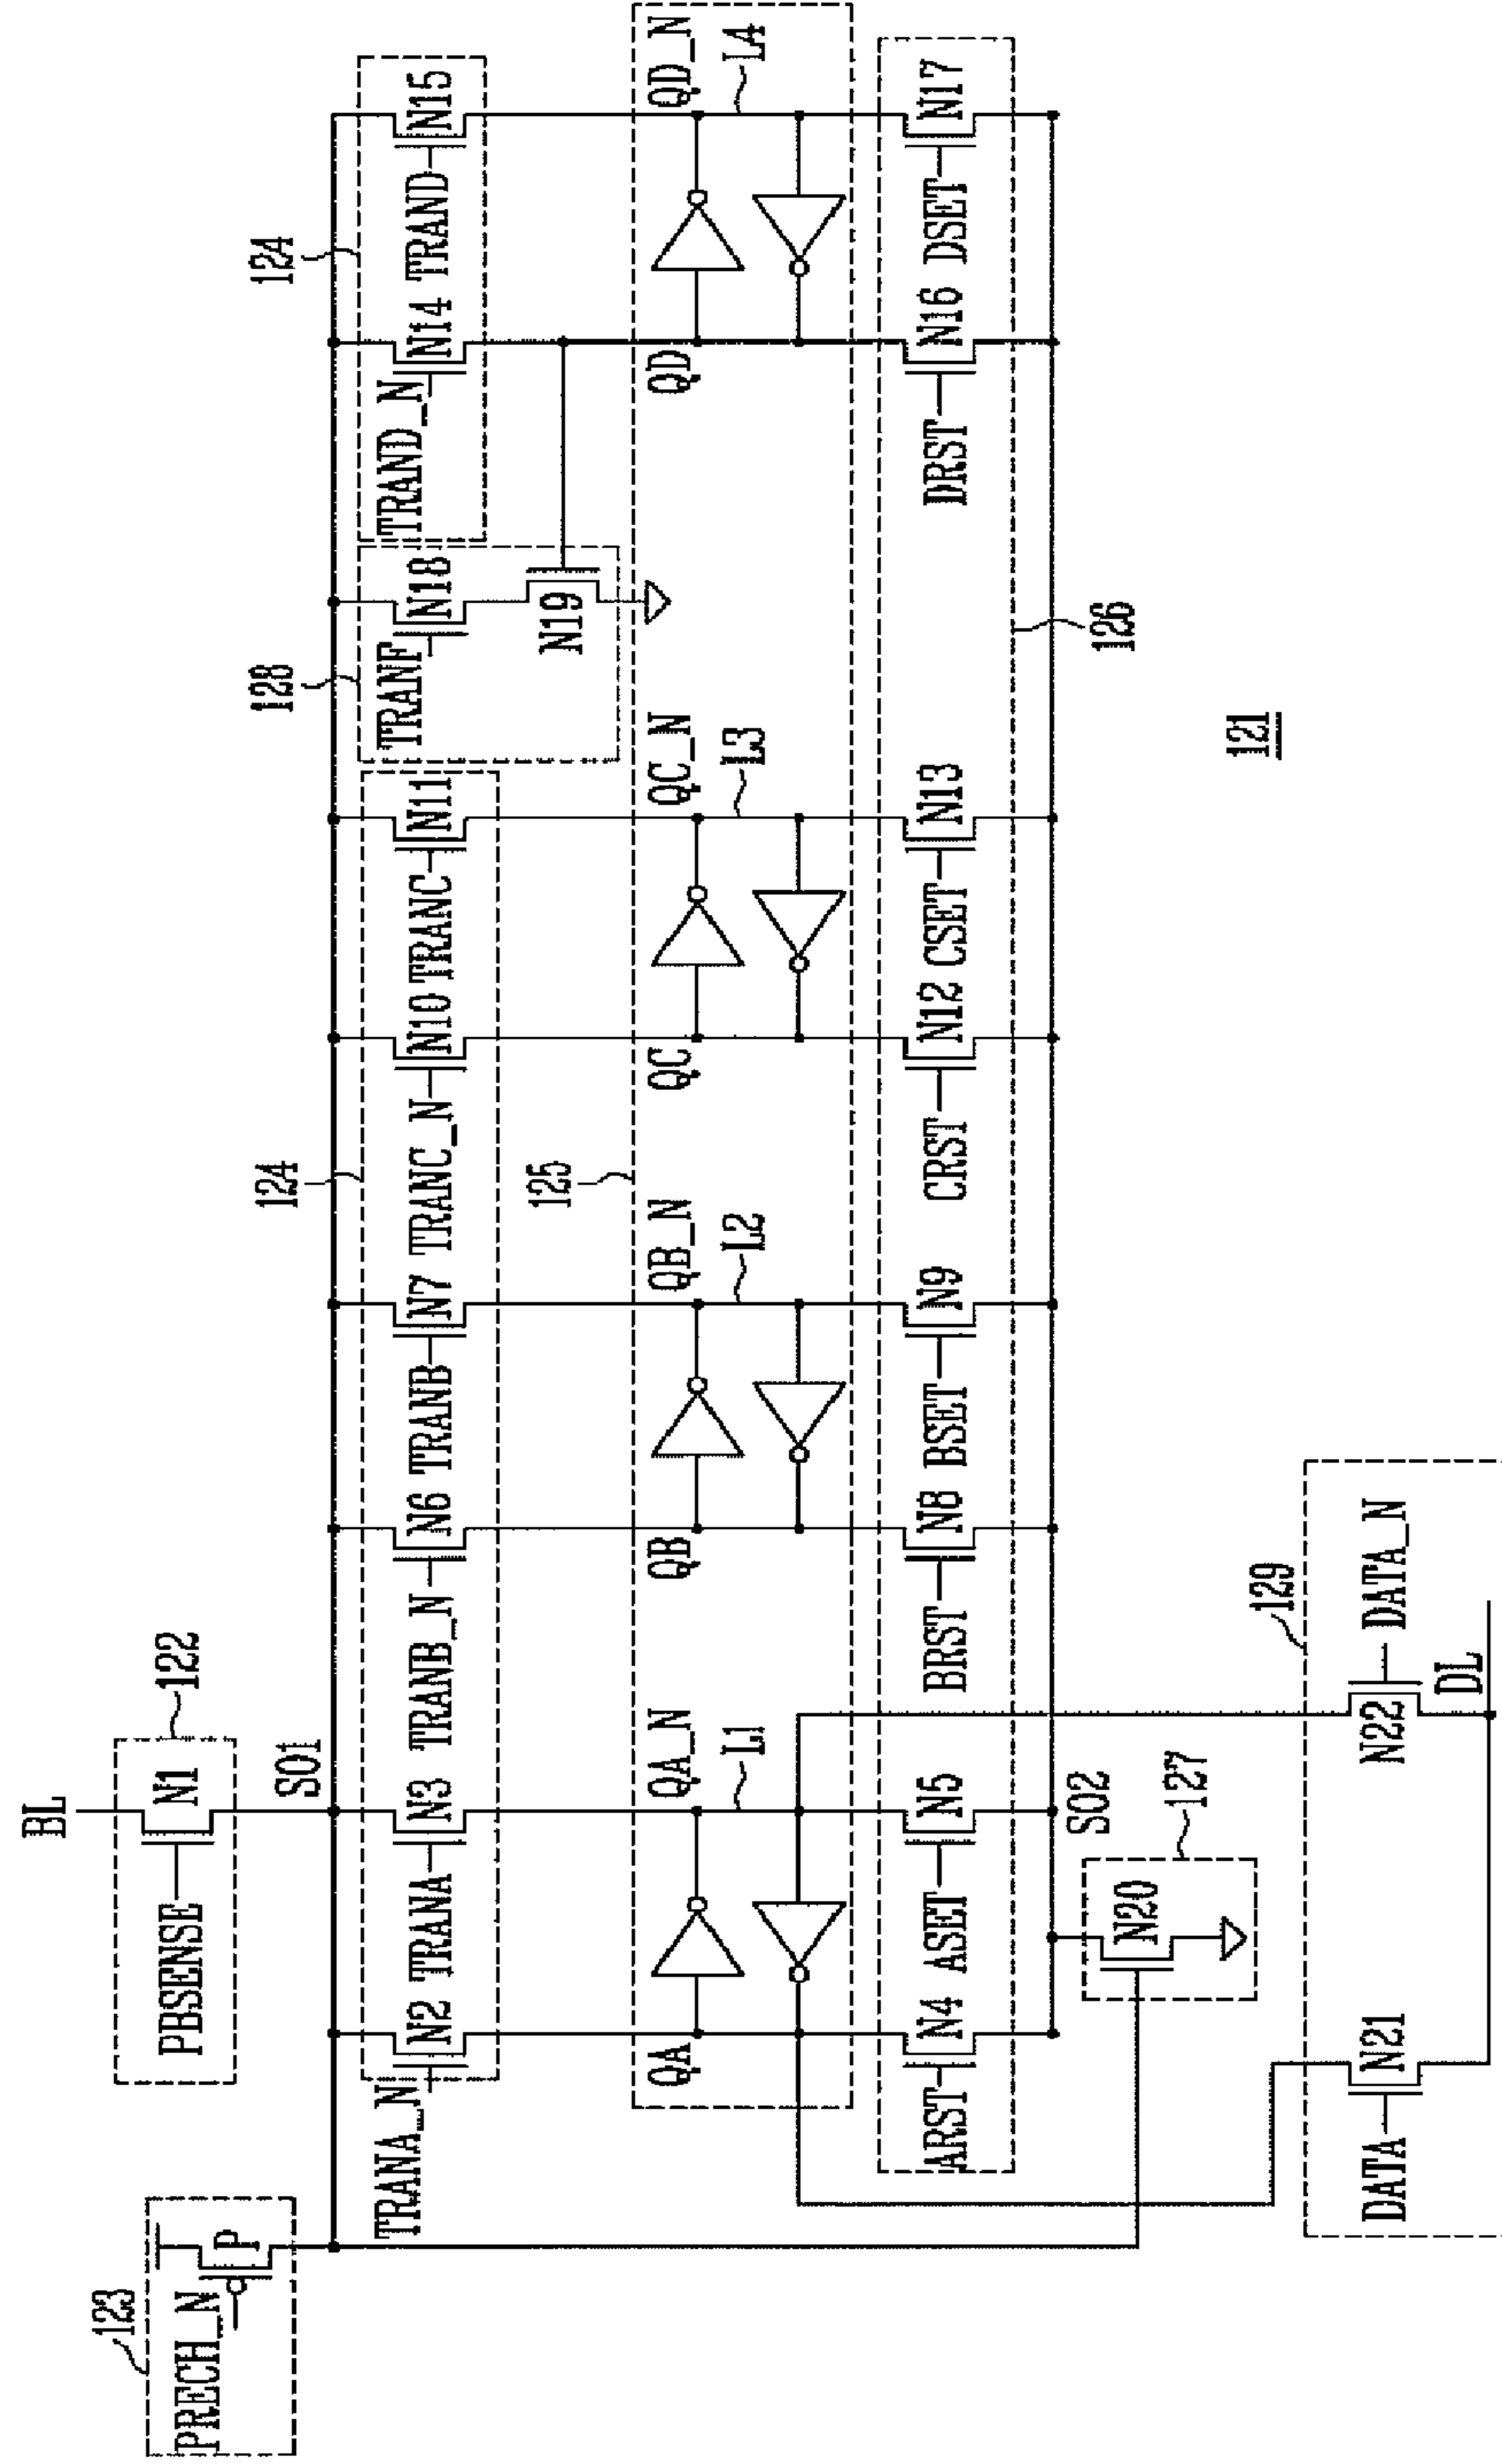 BL
122
N1
PBSENSE
123
PRECH_N
P
SO1
124
128
124
TRANA_N
N2 TRANA
N3 TRANB_N
N6 TRANB
N7 TRANC_N
N10 TRANC
N11
TRANF
N18
N19
TRAND_N
N14 TRAND
N15
125
QA
QA_N
QB
QB_N
QC
QC_N
QD
QD_N
L1
L2
L3
L4
ARST
N4 ASET
N5
BRST
N8 BSET
N9
CRST
N12 CSET
N13
DRST
N16 DSET
N17
126
SO2
127
N20
121
129
DATA
N21
N22
DATA_N
DL